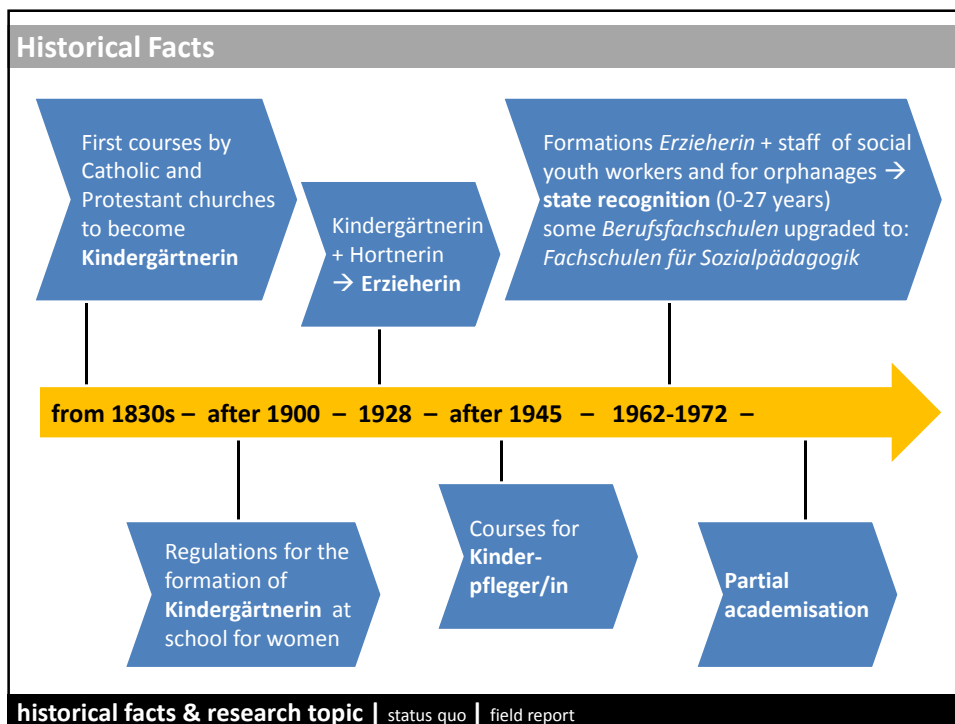 Historical Facts
First courses by
Catholic and
Protestant churches
to become
Kindergärtnerin
Kindergärtnerin
+ Hortnerin
→ Erzieherin
Formations Erzieherin + staff of social
youth workers and for orphanages →
state recognition (0-27 years)
some Berufsfachschulen upgraded to:
Fachschulen für Sozialpädagogik
from 1830s – after 1900 – 1928 – after 1945 – 1962-1972 –
Regulations for the
formation of
Kindergärtnerin at
school for women
Courses for
Kinder-
pfleger/in
Partial
academisation
historical facts & research topic | status quo | field report